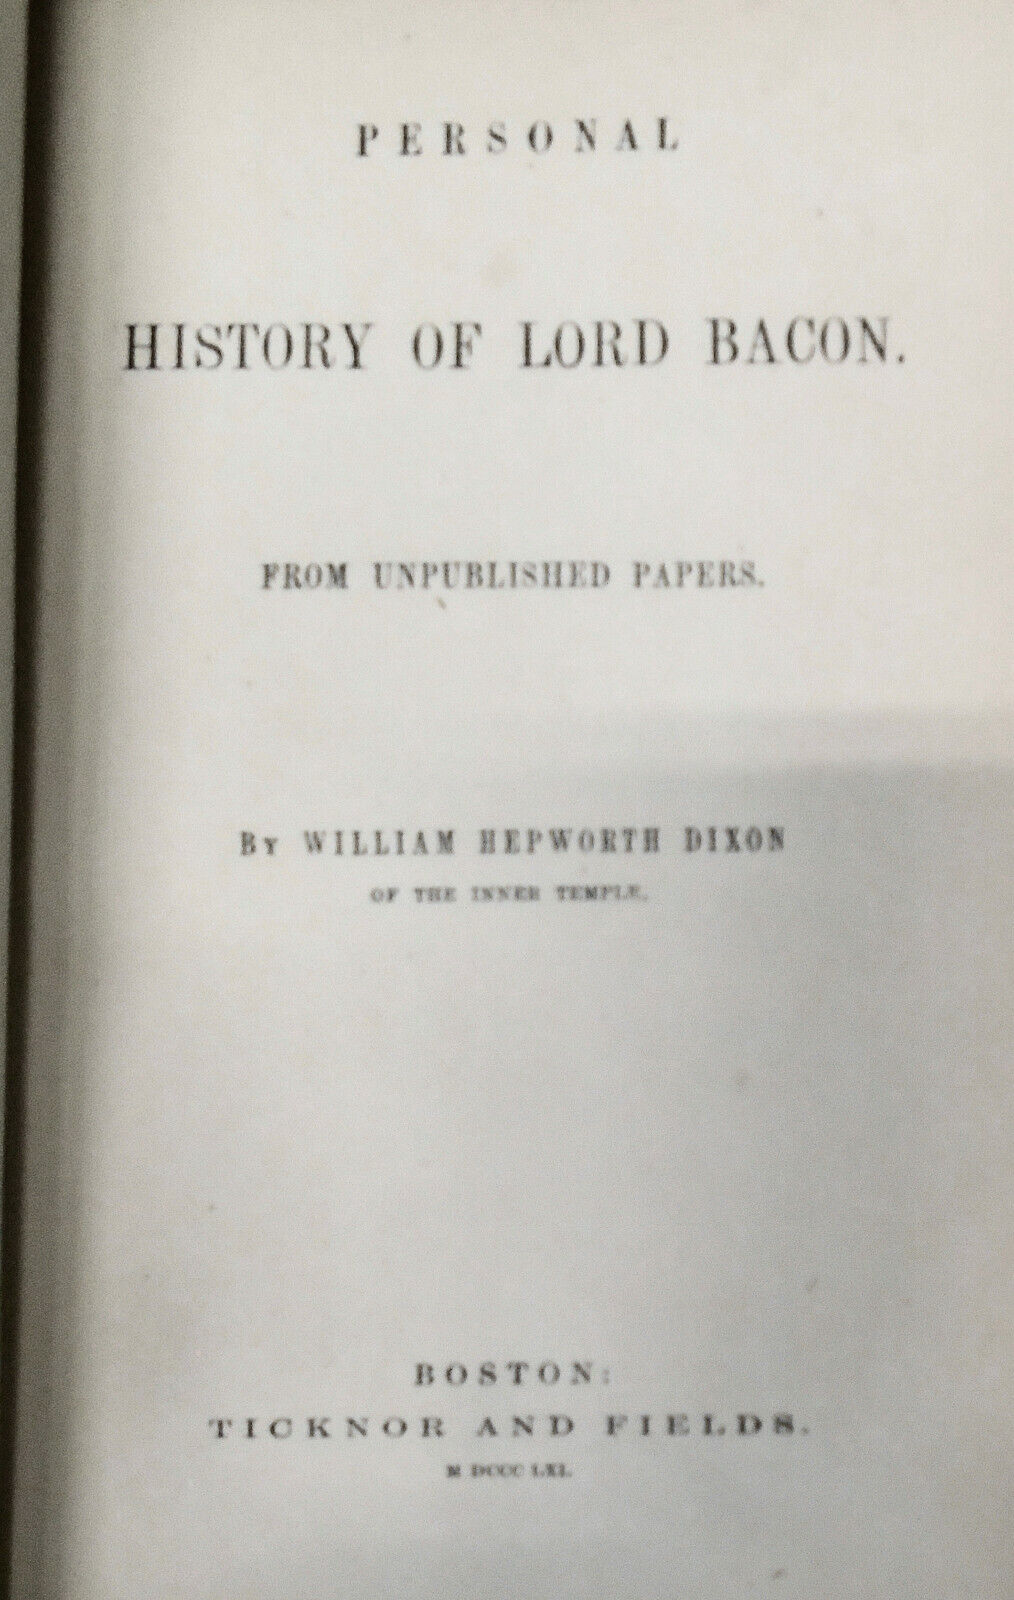 PERSONAL
HISTORY OF LORD BACON.
FROM UNPUBLISHED PAPERS.
BY WILLIAM HEPWORTH DIXON
OF THE INNER TEMPLE.
BOSTON:
TICKNOR AND FIELDS.
M DCCC LXI.